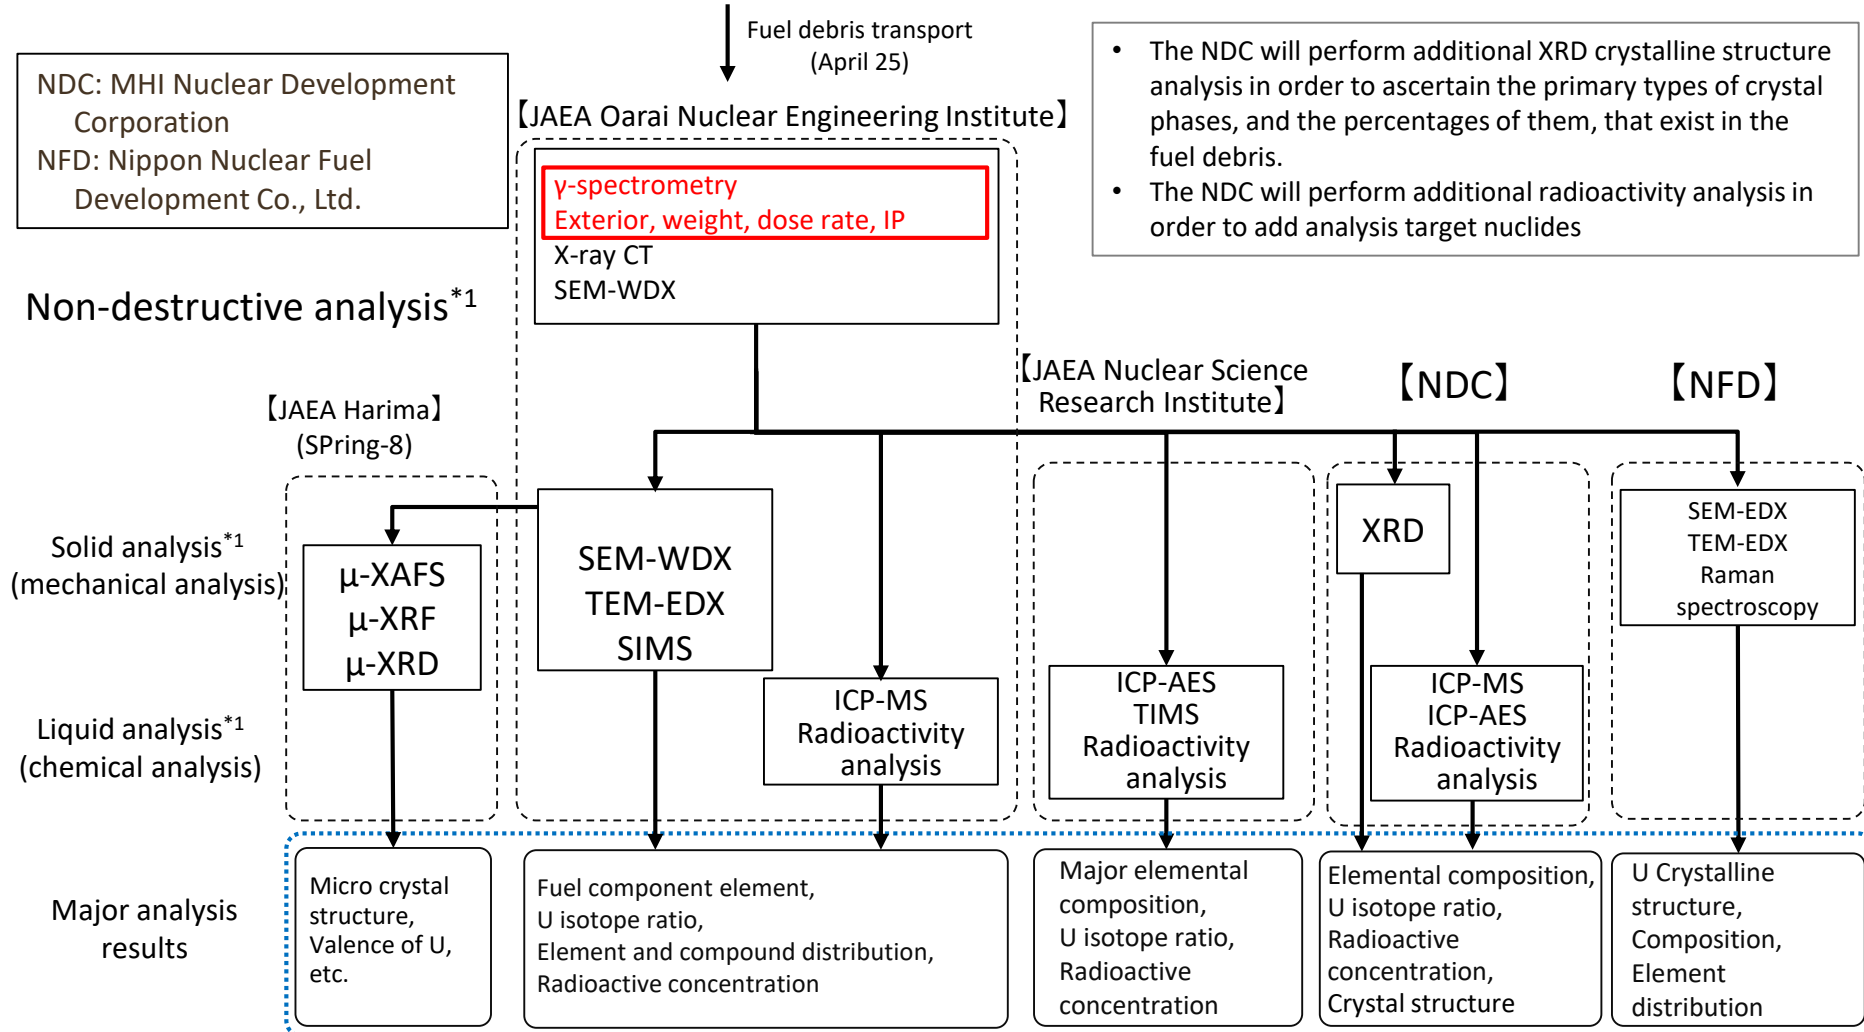 Fuel debris transport
(April 25)
NDC: MHI Nuclear Development
Corporation
NFD: Nippon Nuclear Fuel
Development Co., Ltd.
• The NDC will perform additional XRD crystalline structure
analysis in order to ascertain the primary types of crystal
phases, and the percentages of them, that exist in the
fuel debris.
• The NDC will perform additional radioactivity analysis in
order to add analysis target nuclides
【JAEA Oarai Nuclear Engineering Institute】
γ-spectrometry
Exterior, weight, dose rate, IP
X-ray CT
SEM-WDX
Non-destructive analysis*1
【JAEA Harima】
(SPring-8)
【JAEA Nuclear Science
Research Institute】
【NDC】
【NFD】
Solid analysis*1
(mechanical analysis)
μ-XAFS
μ-XRF
μ-XRD
SEM-WDX
TEM-EDX
SIMS
XRD
SEM-EDX
TEM-EDX
Raman
spectroscopy
Liquid analysis*1
(chemical analysis)
ICP-MS
Radioactivity
analysis
ICP-AES
TIMS
Radioactivity
analysis
ICP-MS
ICP-AES
Radioactivity
analysis
Major analysis
results
Micro crystal
structure,
Valence of U,
etc.
Fuel component element,
U isotope ratio,
Element and compound distribution,
Radioactive concentration
Major elemental
composition,
U isotope ratio,
Radioactive
concentration
Elemental composition,
U isotope ratio,
Radioactive
concentration,
Crystal structure
U Crystalline
structure,
Composition,
Element
distribution